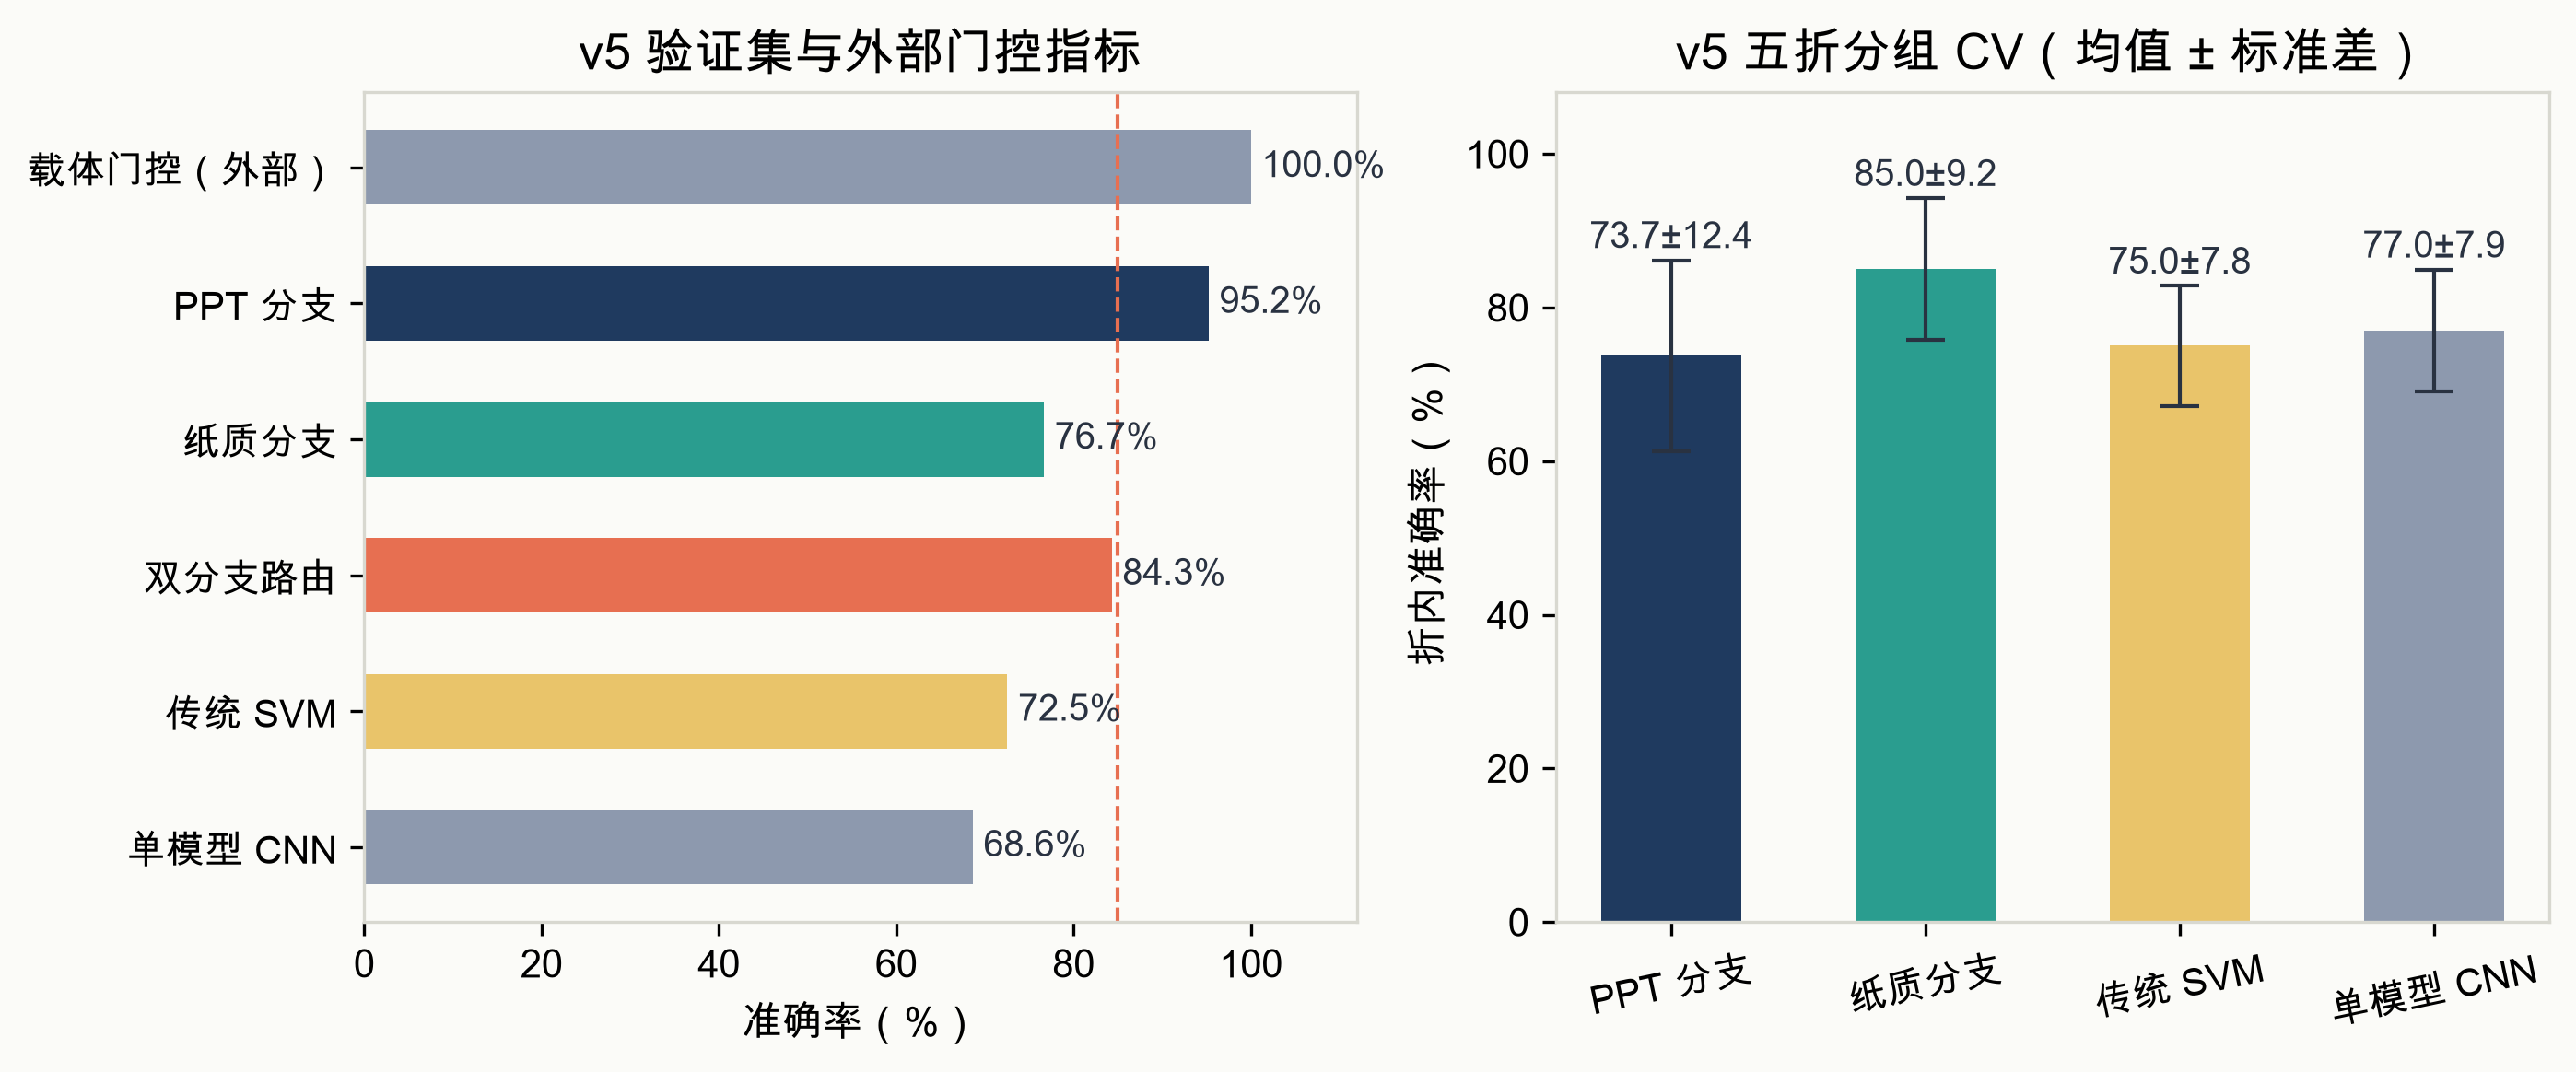 v5 验证集与外部门控指标
载体门控（外部）
100.0%
PPT 分支
95.2%
纸质分支
76.7%
双分支路由
84.3%
传统 SVM
72.5%
单模型 CNN
68.6%
0 20 40 60 80 100
准确率（%）
v5 五折分组 CV（均值 ± 标准差）
折内准确率（%）
100
80
60
40
20
0
73.7±12.4
85.0±9.2
75.0±7.8
77.0±7.9
PPT 分支 纸质分支 传统 SVM 单模型 CNN